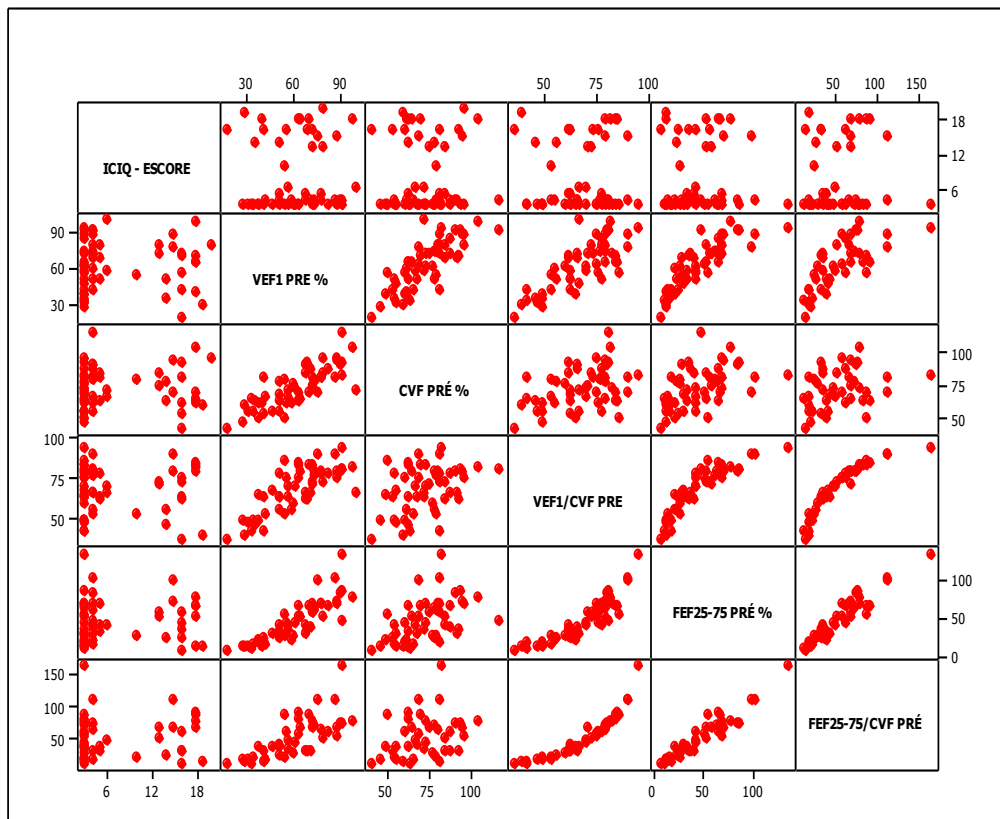 30 60 90 50 75 100 50 100 150
ICIQ - ESCORE 18 12 6
90 60 30 VEF1 PRE %
CVF PRÉ % 100 75 50
100 75 50 VEF1/CVF PRE
FEF25-75 PRÉ % 100 50 0
150 100 50 FEF25-75/CVF PRÉ
6 12 18 50 75 100 0 50 100